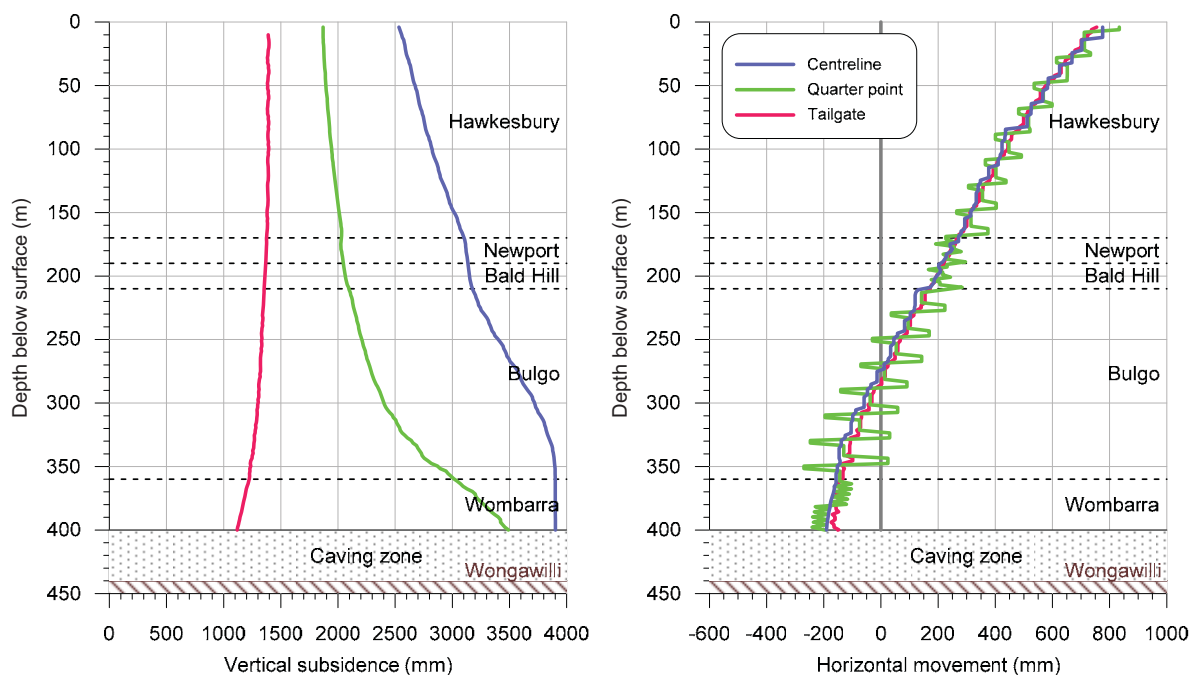 0
50
100
150
200
250
300
350
400
450
Depth below surface (m)
Hawkesbury
Newport
Bald Hill
Bulgo
Wombarra
Caving zone
Wongawilli
0 500 1000 1500 2000 2500 3000 3500 4000
Vertical subsidence (mm)
0
50
100
150
200
250
300
350
400
450
Depth below surface (m)
Centreline
Quarter point
Tailgate
Hawkesbury
Newport
Bald Hill
Bulgo
Wombarra
Caving zone
Wongawilli
-600 -400 -200 0 200 400 600 800 1000
Horizontal movement (mm)